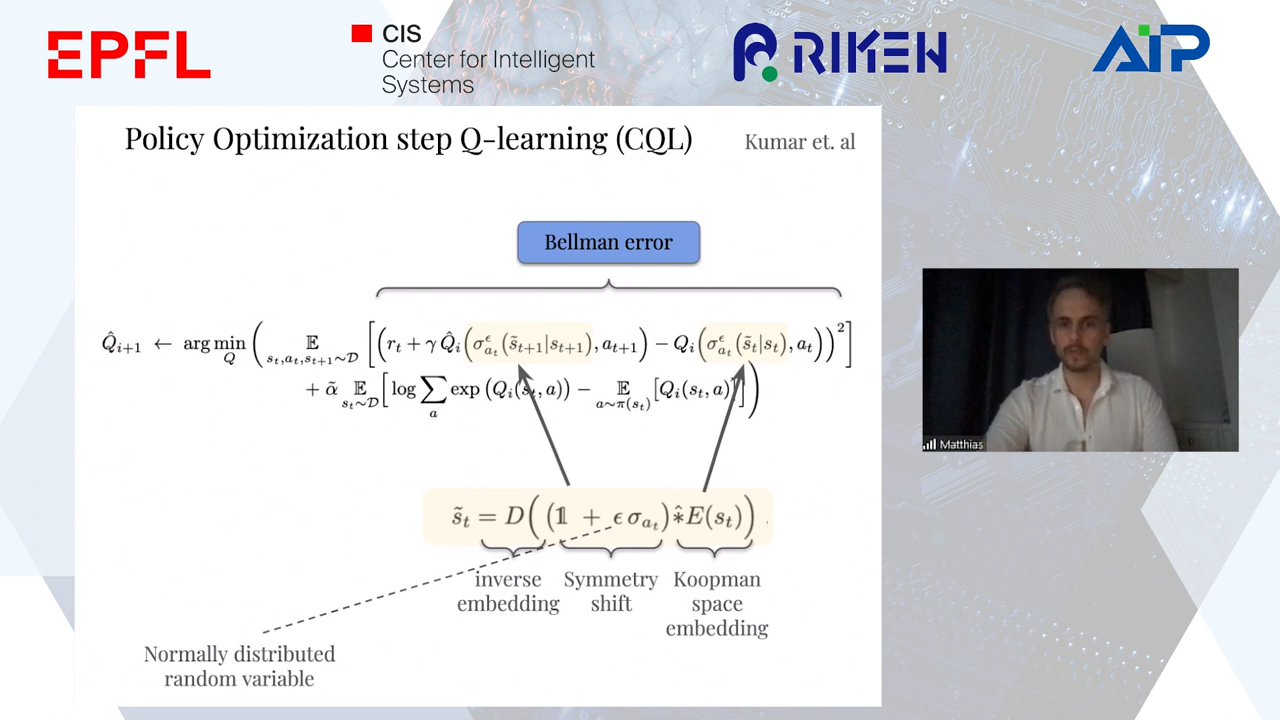 EPFL
CIS
Center for Intelligent
Systems
RIKEN
AIP
Policy Optimization step Q-learning (CQL)
Kumar et. al
Bellman error
Q̂_{i+1} ← arg min_Q ( 𝔼_{s_t,a_t,s_{t+1}∼𝒟} [ ( r_t + γ Q̂_i( σ^ϵ_{a_t}(s̃_{t+1}|s_{t+1}), a_{t+1}) − Q_i( σ^ϵ_{a_t}(s̃_t|s_t), a_t) )² ]
+ α̃ 𝔼_{s_t∼𝒟} [ log ∑_a exp (Q_i(s_t, a)) − 𝔼_{a∼π(s_t)} [Q_i(s_t, a)] ] )
s̃_t = D( (𝟙 + ϵ σ_{a_t}) *̂ E(s_t) ) .
inverse
embedding
Symmetry
shift
Koopman
space
embedding
Normally distributed
random variable
Matthias